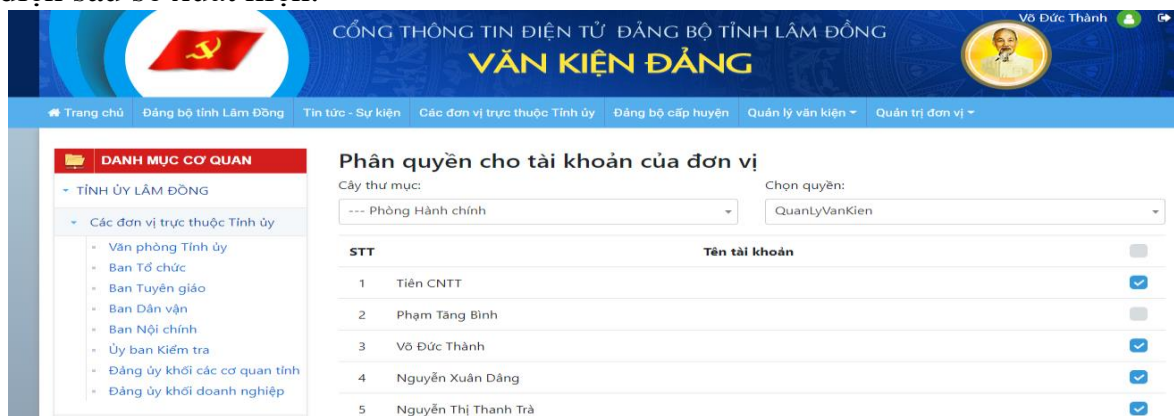 diện sau sẽ xuất hiện:
Võ Đức Thành
CỔNG THÔNG TIN ĐIỆN TỬ ĐẢNG BỘ TỈNH LÂM ĐỒNG
VĂN KIỆN ĐẢNG
Trang chủ Đảng bộ tỉnh Lâm Đồng Tin tức - Sự kiện Các đơn vị trực thuộc Tỉnh ủy Đảng bộ cấp huyện Quản lý văn kiện Quản trị đơn vị
DANH MỤC CƠ QUAN
TỈNH ỦY LÂM ĐỒNG
Các đơn vị trực thuộc Tỉnh ủy
Văn phòng Tỉnh ủy
Ban Tổ chức
Ban Tuyên giáo
Ban Dân vận
Ban Nội chính
Ủy ban Kiểm tra
Đảng ủy khối các cơ quan tỉnh
Đảng ủy khối doanh nghiệp
Phân quyền cho tài khoản của đơn vị
Cây thư mục: Chọn quyền:
--- Phòng Hành chính QuanLyVanKien
STT Tên tài khoản
1 Tiên CNTT
2 Phạm Tăng Bình
3 Võ Đức Thành
4 Nguyễn Xuân Dâng
5 Nguyễn Thị Thanh Trà